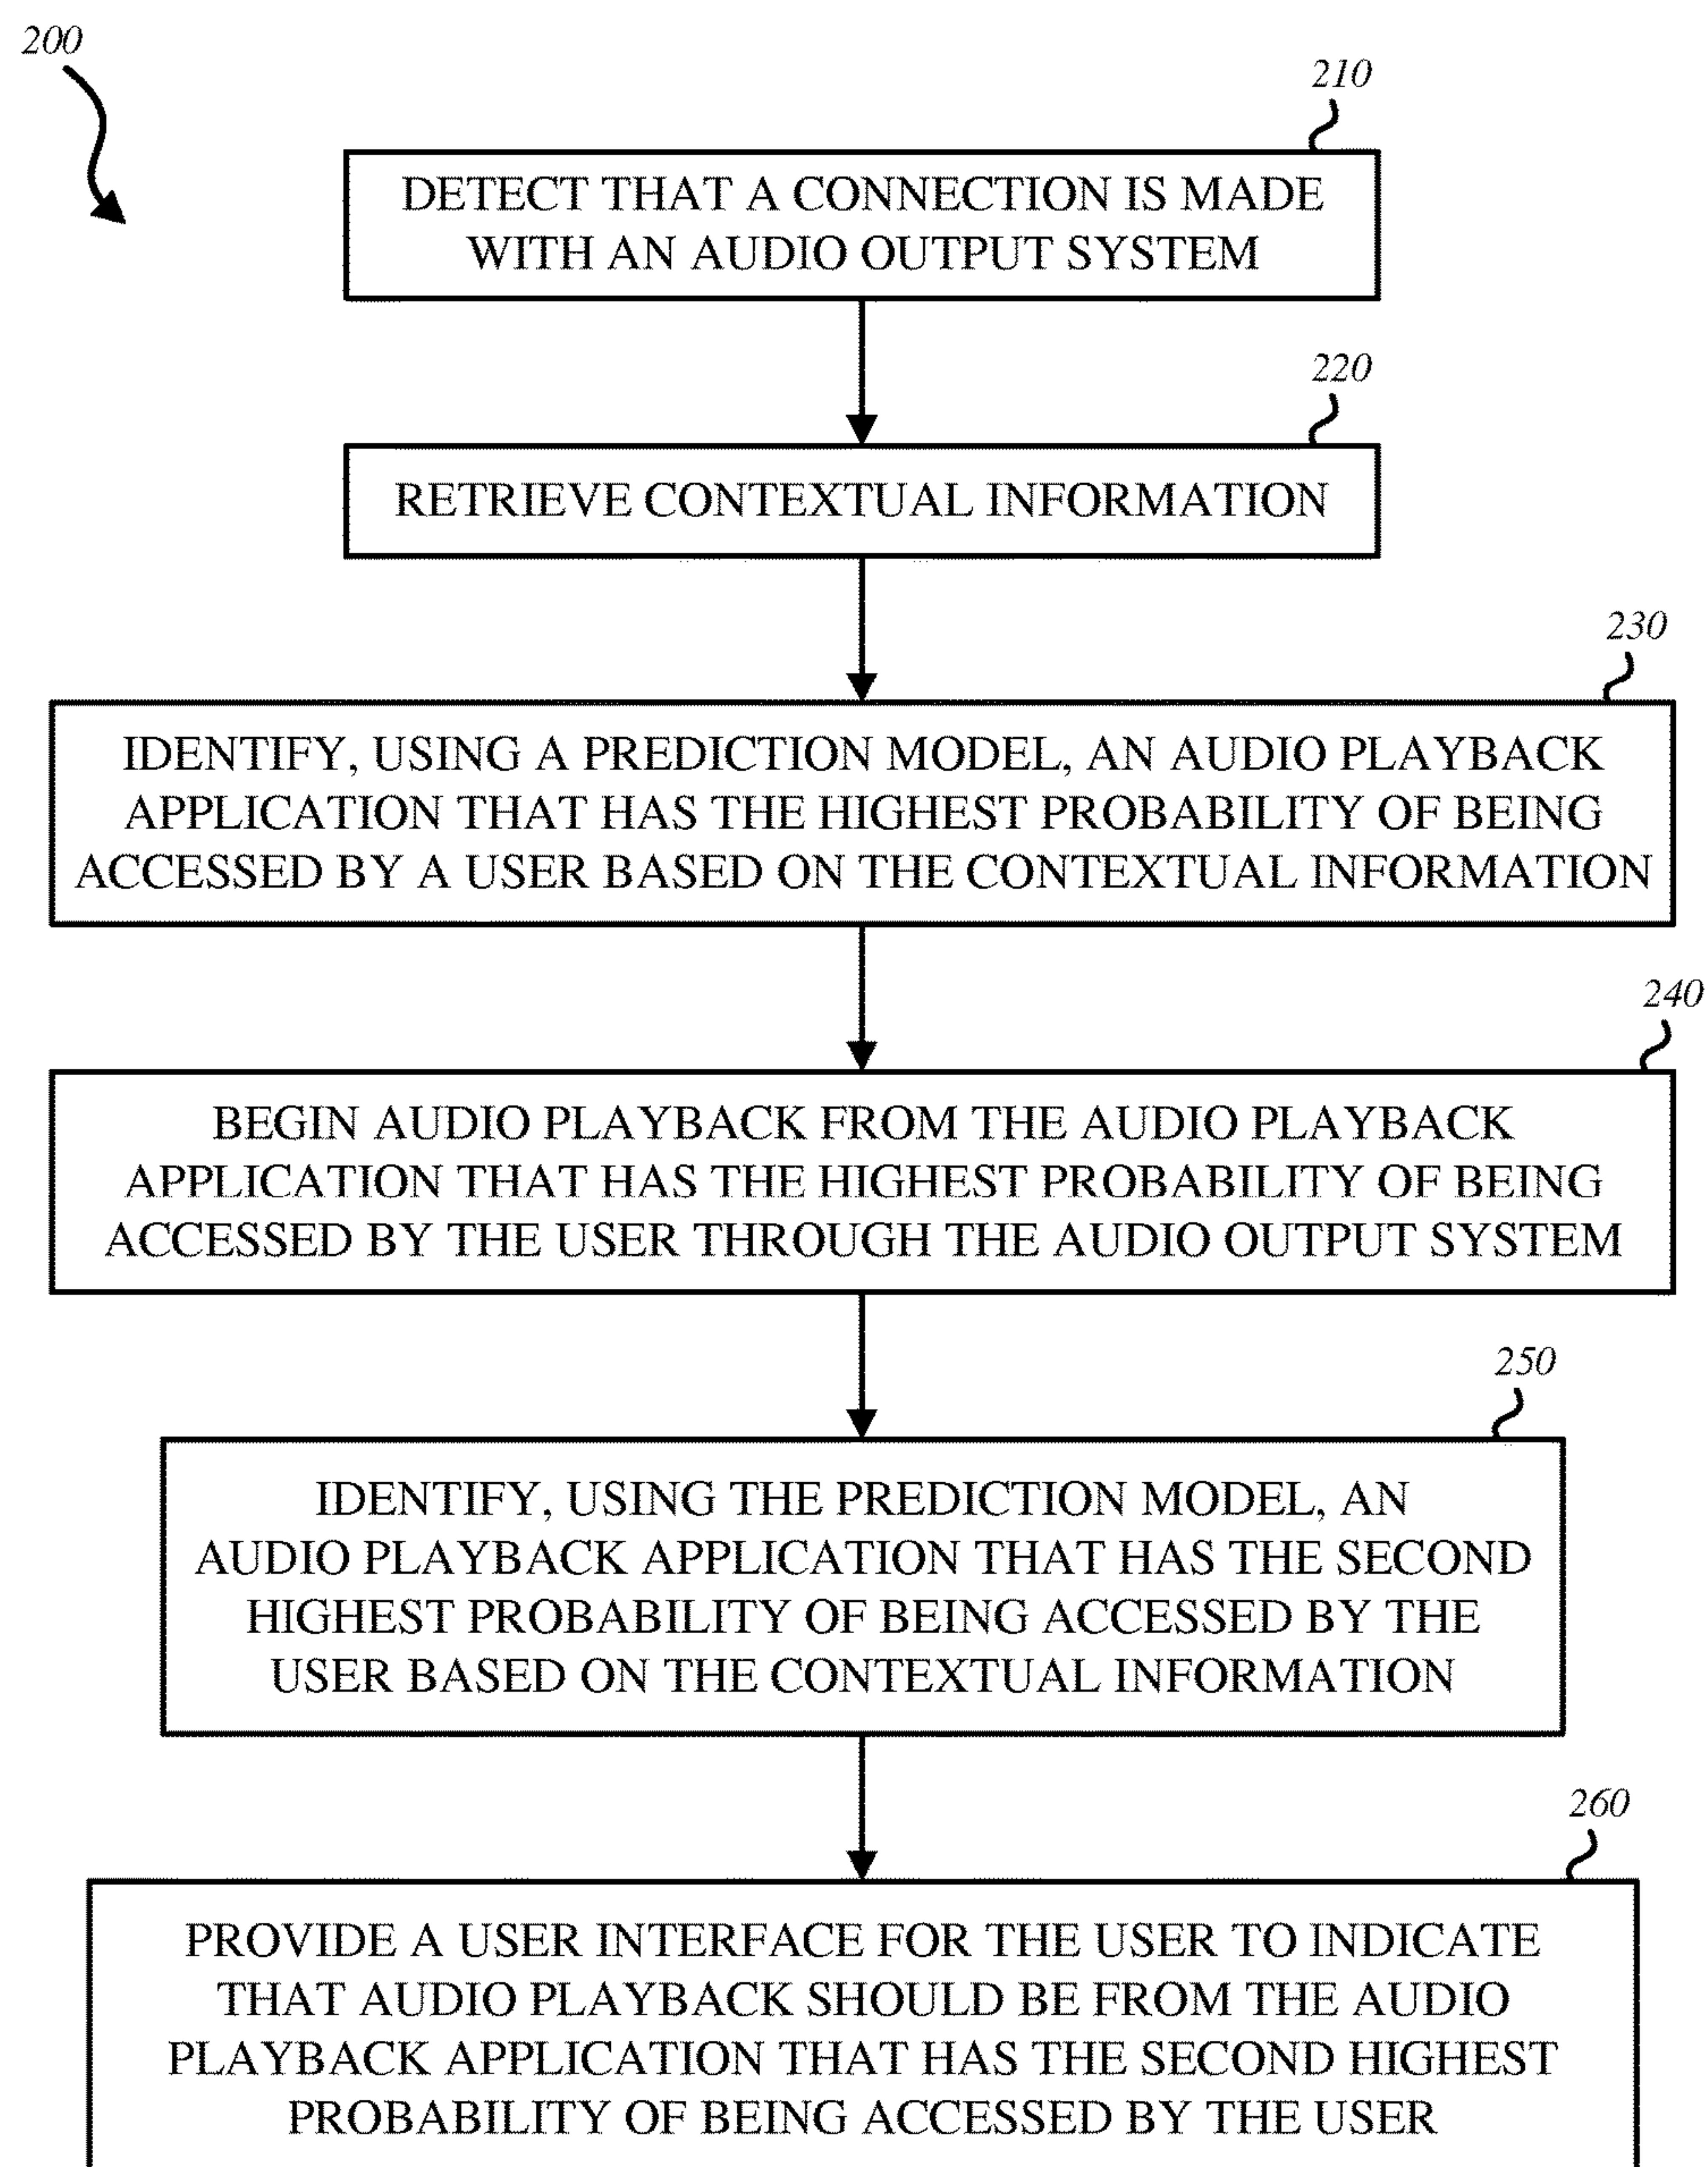 200
210
DETECT THAT A CONNECTION IS MADE
WITH AN AUDIO OUTPUT SYSTEM
220
RETRIEVE CONTEXTUAL INFORMATION
230
IDENTIFY, USING A PREDICTION MODEL, AN AUDIO PLAYBACK
APPLICATION THAT HAS THE HIGHEST PROBABILITY OF BEING
ACCESSED BY A USER BASED ON THE CONTEXTUAL INFORMATION
240
BEGIN AUDIO PLAYBACK FROM THE AUDIO PLAYBACK
APPLICATION THAT HAS THE HIGHEST PROBABILITY OF BEING
ACCESSED BY THE USER THROUGH THE AUDIO OUTPUT SYSTEM
250
IDENTIFY, USING THE PREDICTION MODEL, AN
AUDIO PLAYBACK APPLICATION THAT HAS THE SECOND
HIGHEST PROBABILITY OF BEING ACCESSED BY THE
USER BASED ON THE CONTEXTUAL INFORMATION
260
PROVIDE A USER INTERFACE FOR THE USER TO INDICATE
THAT AUDIO PLAYBACK SHOULD BE FROM THE AUDIO
PLAYBACK APPLICATION THAT HAS THE SECOND HIGHEST
PROBABILITY OF BEING ACCESSED BY THE USER